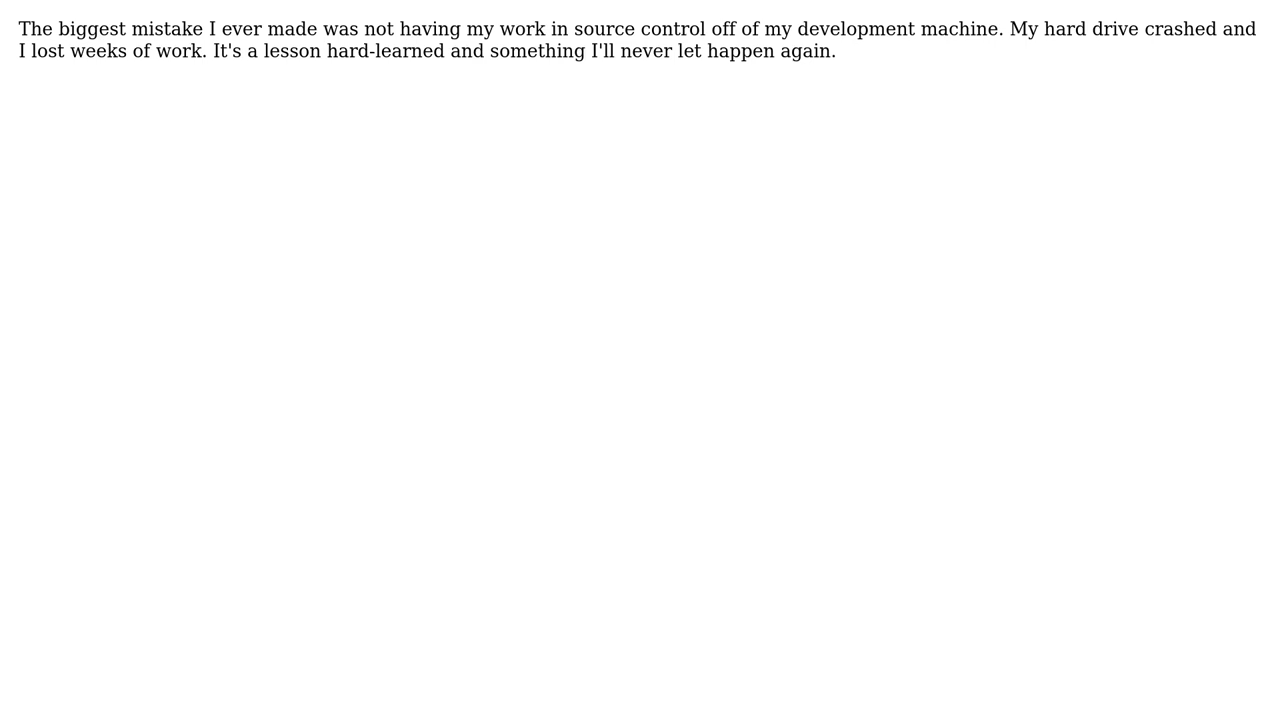 The biggest mistake I ever made was not having my work in source control off of my development machine. My hard drive crashed and
I lost weeks of work. It's a lesson hard-learned and something I'll never let happen again.